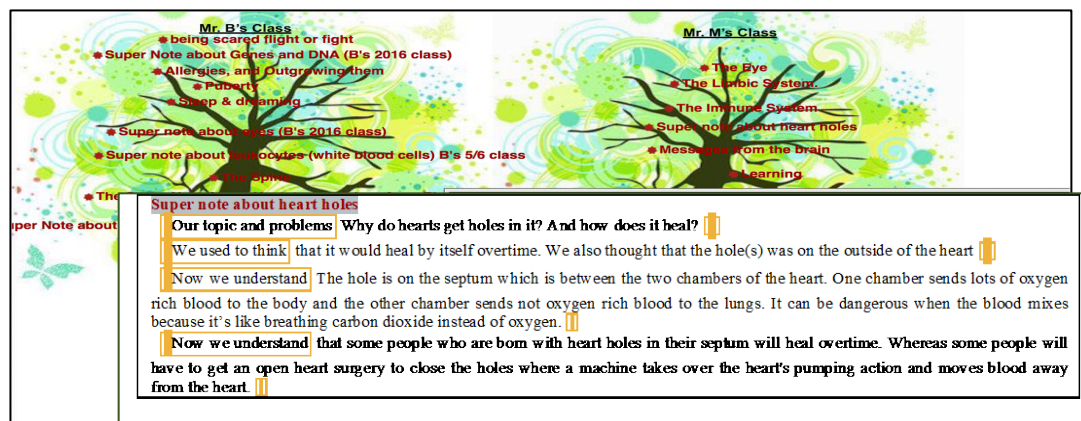 Mr. B's Class
being scared flight or fight
Super Note about Genes and DNA (B's 2016 class)
Allergies, and Outgrowing them
Puberty
Sleep & dreaming
Super note about eyes (B's 2016 class)
Super note about leukocytes (white blood cells) B's 5/6 class
The Spine
The
uper Note about
Mr. M's Class
The Eye
The Limbic System.
The Immune System
Super note about heart holes
Messages from the brain
Learning
Super note about heart holes
Our topic and problems Why do hearts get holes in it? And how does it heal?
We used to think that it would heal by itself overtime. We also thought that the hole(s) was on the outside of the heart
Now we understand The hole is on the septum which is between the two chambers of the heart. One chamber sends lots of oxygen
rich blood to the body and the other chamber sends not oxygen rich blood to the lungs. It can be dangerous when the blood mixes
because it's like breathing carbon dioxide instead of oxygen.
Now we understand that some people who are born with heart holes in their septum will heal overtime. Whereas some people will
have to get an open heart surgery to close the holes where a machine takes over the heart's pumping action and moves blood away
from the heart.